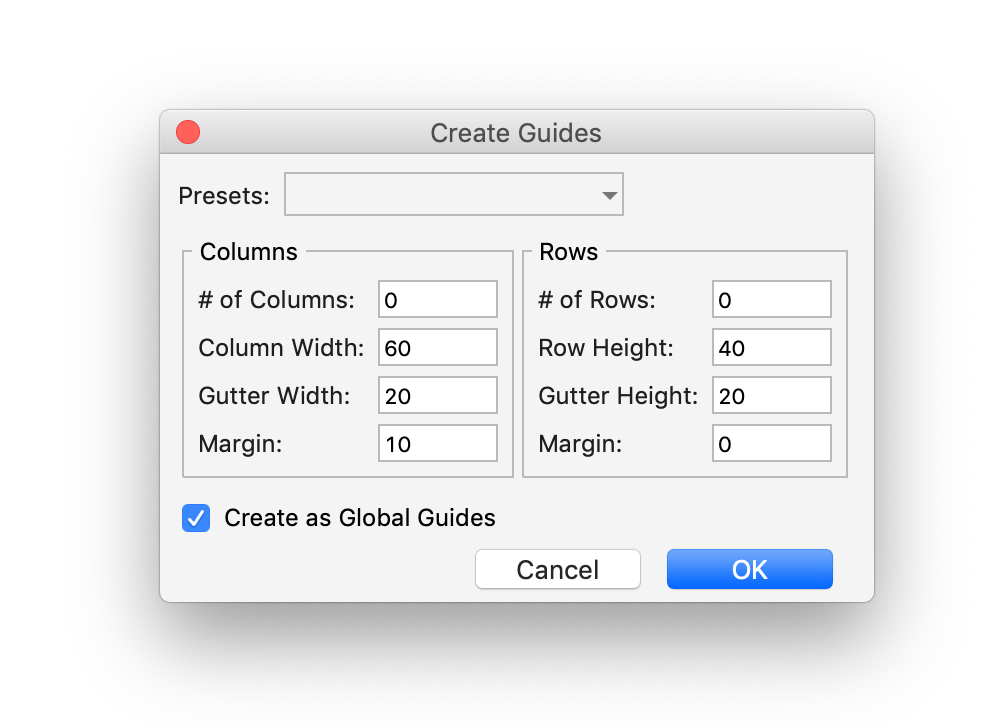 Create Guides
Presets:
Columns
# of Columns: 0
Column Width: 60
Gutter Width: 20
Margin: 10
Rows
# of Rows: 0
Row Height: 40
Gutter Height: 20
Margin: 0
Create as Global Guides
Cancel OK